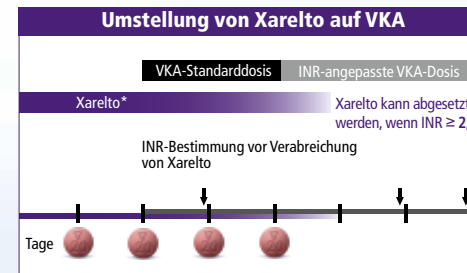 Umstellung von Xarelto auf VKA
VKA-Standarddosis INR-angepasste VKA-Dosis
Xarelto*
Xarelto kann abgesetzt
werden, wenn INR ≥ 2,
INR-Bestimmung vor Verabreichung
von Xarelto
Tage